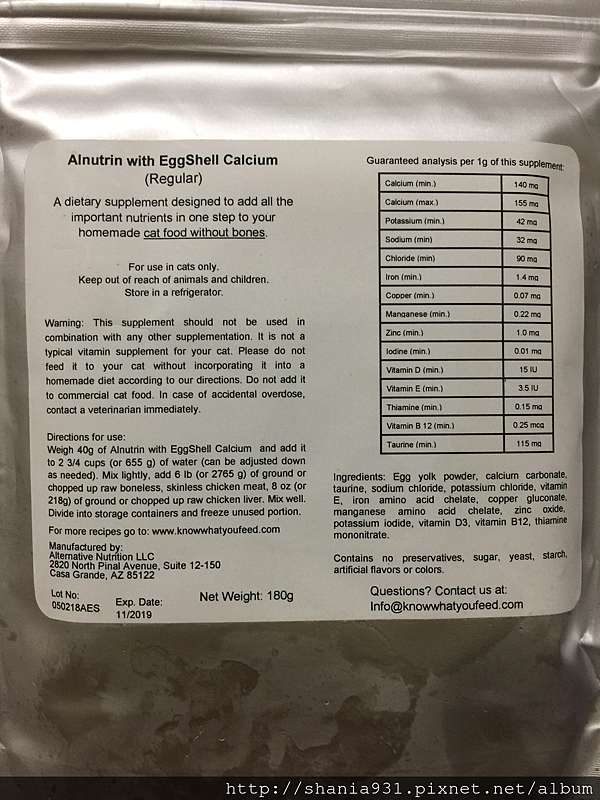 Alnutrin with EggShell Calcium
(Regular)
A dietary supplement designed to add all the
important nutrients in one step to your
homemade cat food without bones.
For use in cats only.
Keep out of reach of animals and children.
Store in a refrigerator.
Warning: This supplement should not be used in
combination with any other supplementation. It is not a
typical vitamin supplement for your cat. Please do not
feed it to your cat without incorporating it into a
homemade diet according to our directions. Do not add it
to commercial cat food. In case of accidental overdose,
contact a veterinarian immediately.
Directions for use:
Weigh 40g of Alnutrin with EggShell Calcium and add it
to 2 3/4 cups (or 655 g) of water (can be adjusted down
as needed). Mix lightly, add 6 lb (or 2765 g) of ground or
chopped up raw boneless, skinless chicken meat, 8 oz (or
218g) of ground or chopped up raw chicken liver. Mix well.
Divide into storage containers and freeze unused portion.
For more recipes go to: www.knowwhatyoufeed.com
Manufactured by:
Alternative Nutrition LLC
2820 North Pinal Avenue, Suite 12-150
Casa Grande, AZ 85122
Lot No:
050218AES
Exp. Date:
11/2019
Net Weight: 180g
Guaranteed analysis per 1g of this supplement:
Calcium (min.) 140 mg
Calcium (max.) 155 mg
Potassium (min.) 42 mg
Sodium (min) 32 mg
Chloride (min) 90 mg
Iron (min.) 1.4 mg
Copper (min.) 0.07 mg
Manganese (min.) 0.22 mg
Zinc (min.) 1.0 mg
Iodine (min.) 0.01 mg
Vitamin D (min.) 15 IU
Vitamin E (min.) 3.5 IU
Thiamine (min.) 0.15 mg
Vitamin B 12 (min.) 0.25 mcg
Taurine (min.) 115 mg
Ingredients: Egg yolk powder, calcium carbonate,
taurine, sodium chloride, potassium chloride, vitamin
E, iron amino acid chelate, copper gluconate,
manganese amino acid chelate, zinc oxide,
potassium iodide, vitamin D3, vitamin B12, thiamine
mononitrate.
Contains no preservatives, sugar, yeast, starch,
artificial flavors or colors.
Questions? Contact us at:
Info@knowwhatyoufeed.com
http://shania931.pixnet.net/album